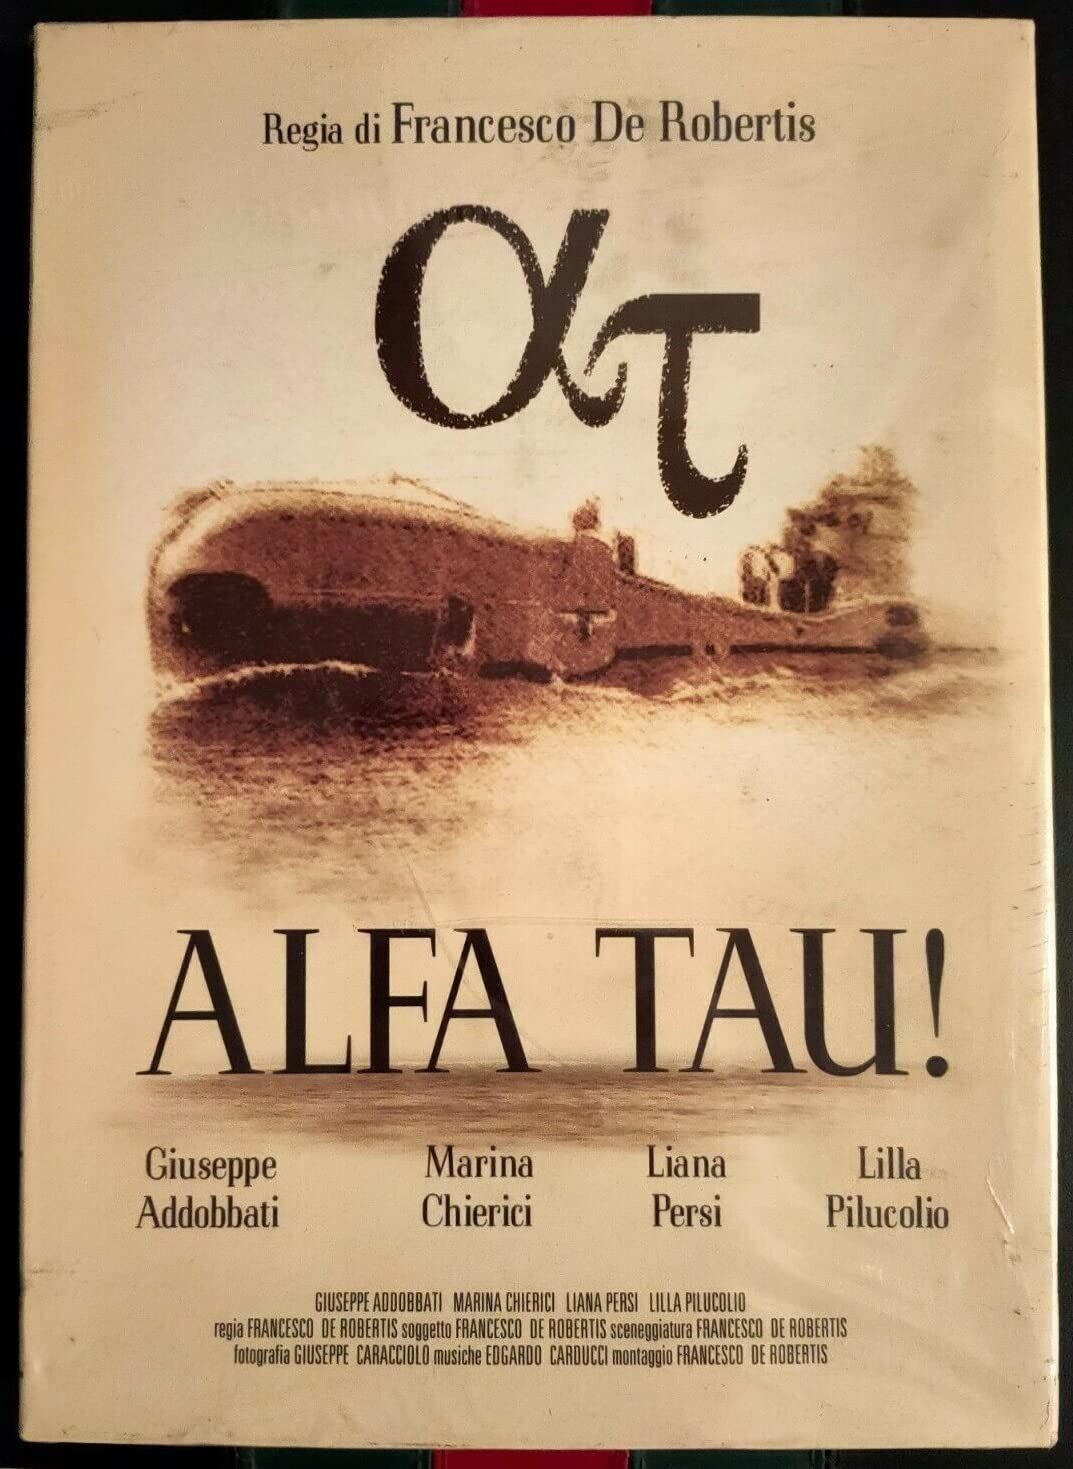 Regia di Francesco De Robertis
ατ
ALFA TAU!
Giuseppe Addobbati
Marina Chierici
Liana Persi
Lilla Pilucolio
GIUSEPPE ADDOBBATI MARINA CHIERICI LIANA PERSI LILLA PILUCOLIO
regia FRANCESCO DE ROBERTIS soggetto FRANCESCO DE ROBERTIS sceneggiatura FRANCESCO DE ROBERTIS
fotografia GIUSEPPE CARACCIOLO musiche EDGARDO CARDUCCI montaggio FRANCESCO DE ROBERTIS